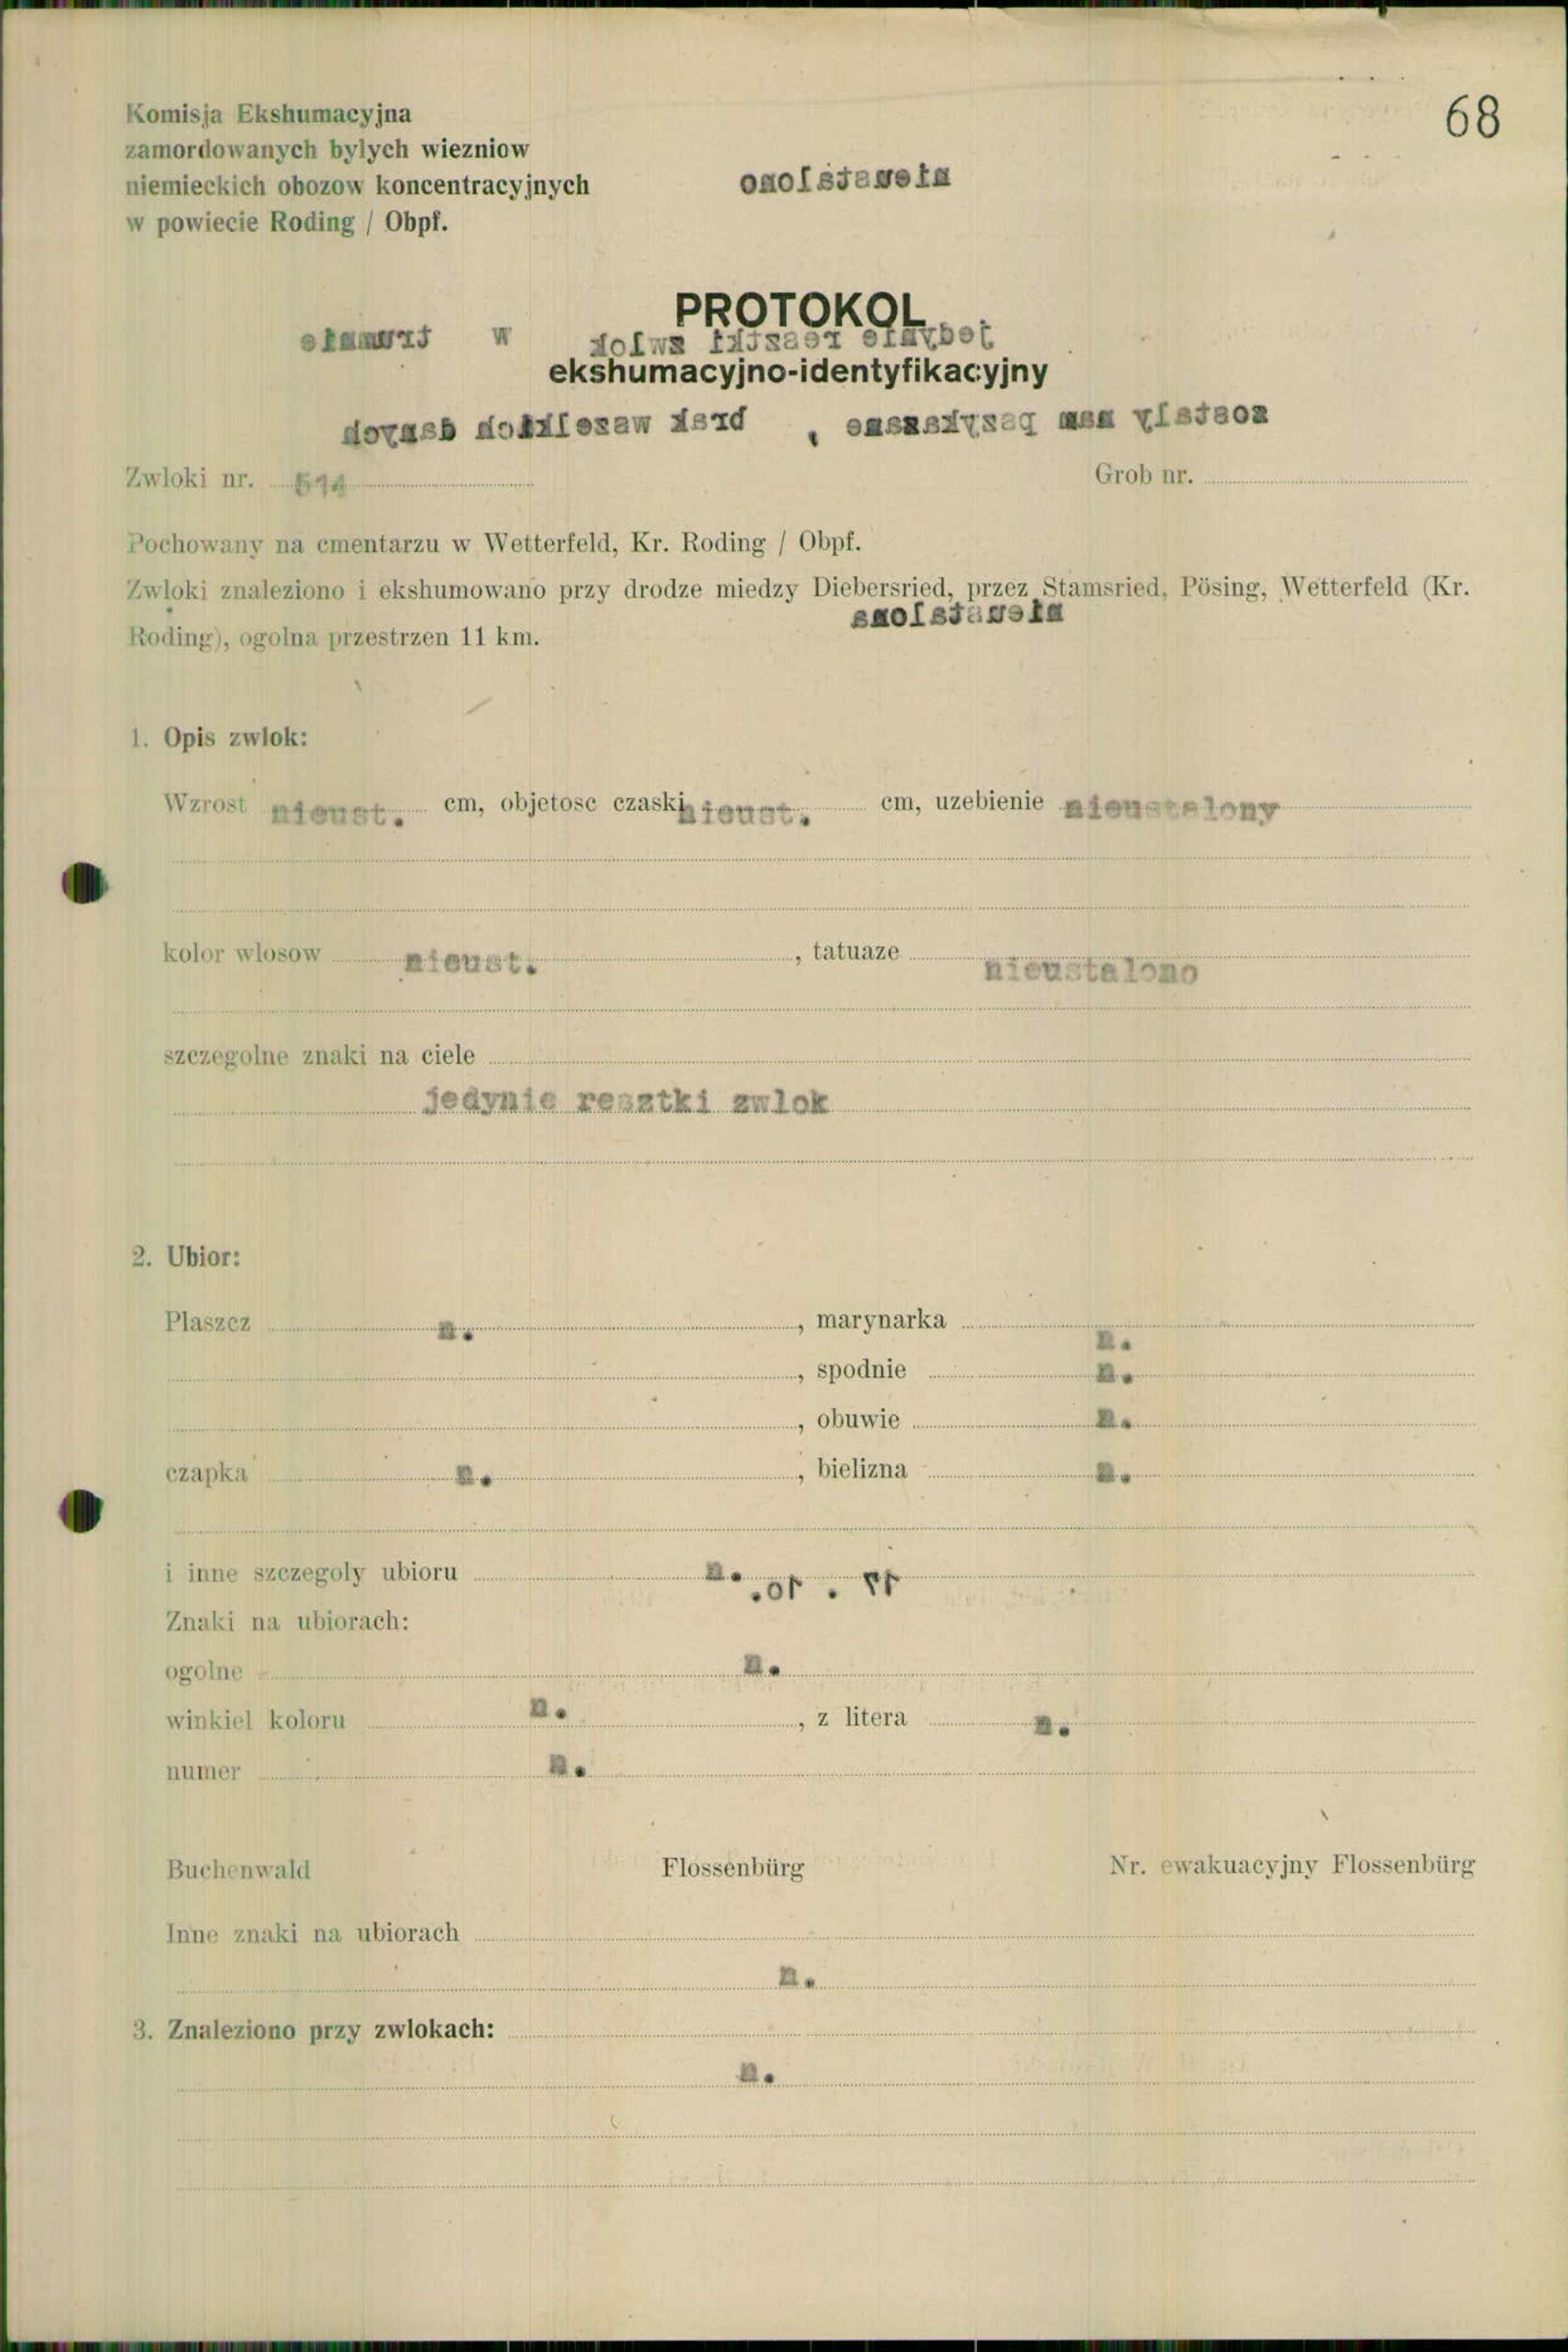 68
Komisja Ekshumacyjna
zamordowanych bylych wiezniow
niemieckich obozow koncentracyjnych
w powiecie Roding / Obpf.
PROTOKOL
ekshumacyjno-identyfikacyjny
Zwloki nr. 594 Grob nr.
Pochowany na cmentarzu w Wetterfeld, Kr. Roding / Obpf.
Zwloki znaleziono i ekshumowano przy drodze miedzy Diebersried, przez Stamsried, Pösing, Wetterfeld (Kr.
Roding), ogolna przestrzen 11 km.
1. Opis zwlok:
Wzrost nieust. cm, objetosc czaski nieust. cm, uzebienie nieustalony
kolor wlosow nieust. , tatuaze nieustalono
szczegolne znaki na ciele
jedynie resztki zwlok
2. Ubior:
Plaszcz n. , marynarka n.
, spodnie n.
, obuwie n.
czapka n. , bielizna n.
i inne szczegoly ubioru n.
Znaki na ubiorach:
ogolne n.
winkiel koloru n. , z litera n.
numer n.
Buchenwald Flossenbürg Nr. ewakuacyjny Flossenbürg
Inne znaki na ubiorach
n.
3. Znaleziono przy zwlokach:
n.